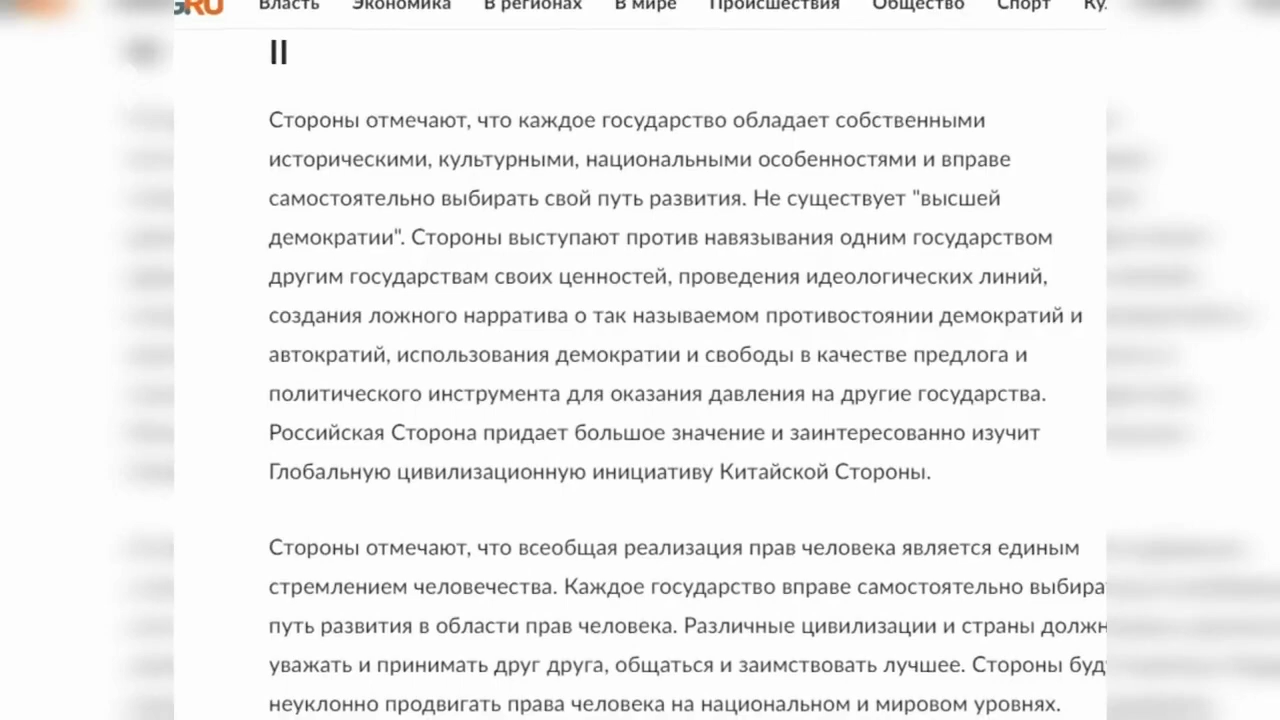 RU Власть Экономика В регионах В мире Происшествия Общество Спорт
II
Стороны отмечают, что каждое государство обладает собственными
историческими, культурными, национальными особенностями и вправе
самостоятельно выбирать свой путь развития. Не существует "высшей
демократии". Стороны выступают против навязывания одним государством
другим государствам своих ценностей, проведения идеологических линий,
создания ложного нарратива о так называемом противостоянии демократий и
автократий, использования демократии и свободы в качестве предлога и
политического инструмента для оказания давления на другие государства.
Российская Сторона придает большое значение и заинтересованно изучит
Глобальную цивилизационную инициативу Китайской Стороны.
Стороны отмечают, что всеобщая реализация прав человека является единым
стремлением человечества. Каждое государство вправе самостоятельно выбира
путь развития в области прав человека. Различные цивилизации и страны должн
уважать и принимать друг друга, общаться и заимствовать лучшее. Стороны буд
неуклонно продвигать права человека на национальном и мировом уровнях.